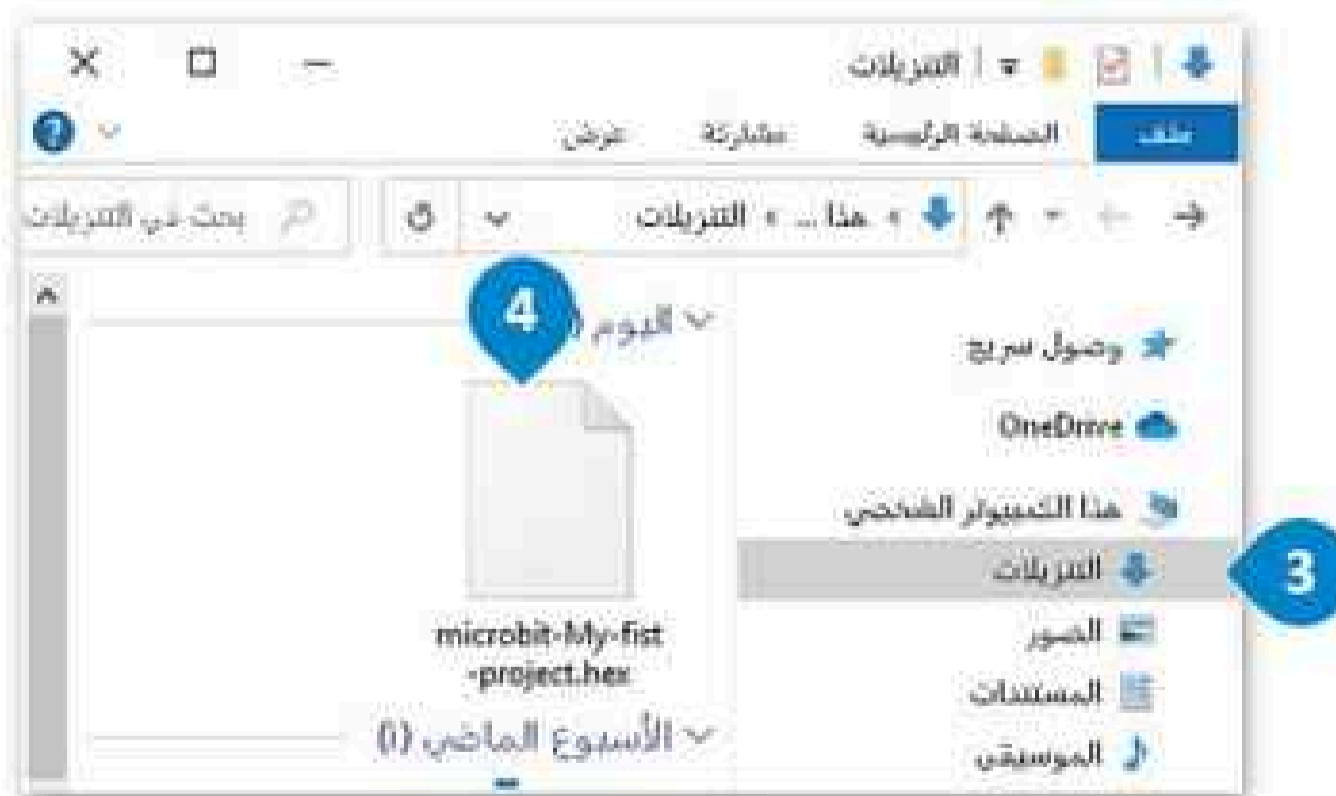 التنزيلات
ملف الصفحة الرئيسية مشاركة عرض
هذا ... التنزيلات
بحث في التنزيلات
وصول سريع
OneDrive
هذا الكمبيوتر الشخصي
التنزيلات
3
الصور
المستندات
الموسيقى
اليوم
4
microbit-My-fist
-project.hex
الأسبوع الماضي (1)